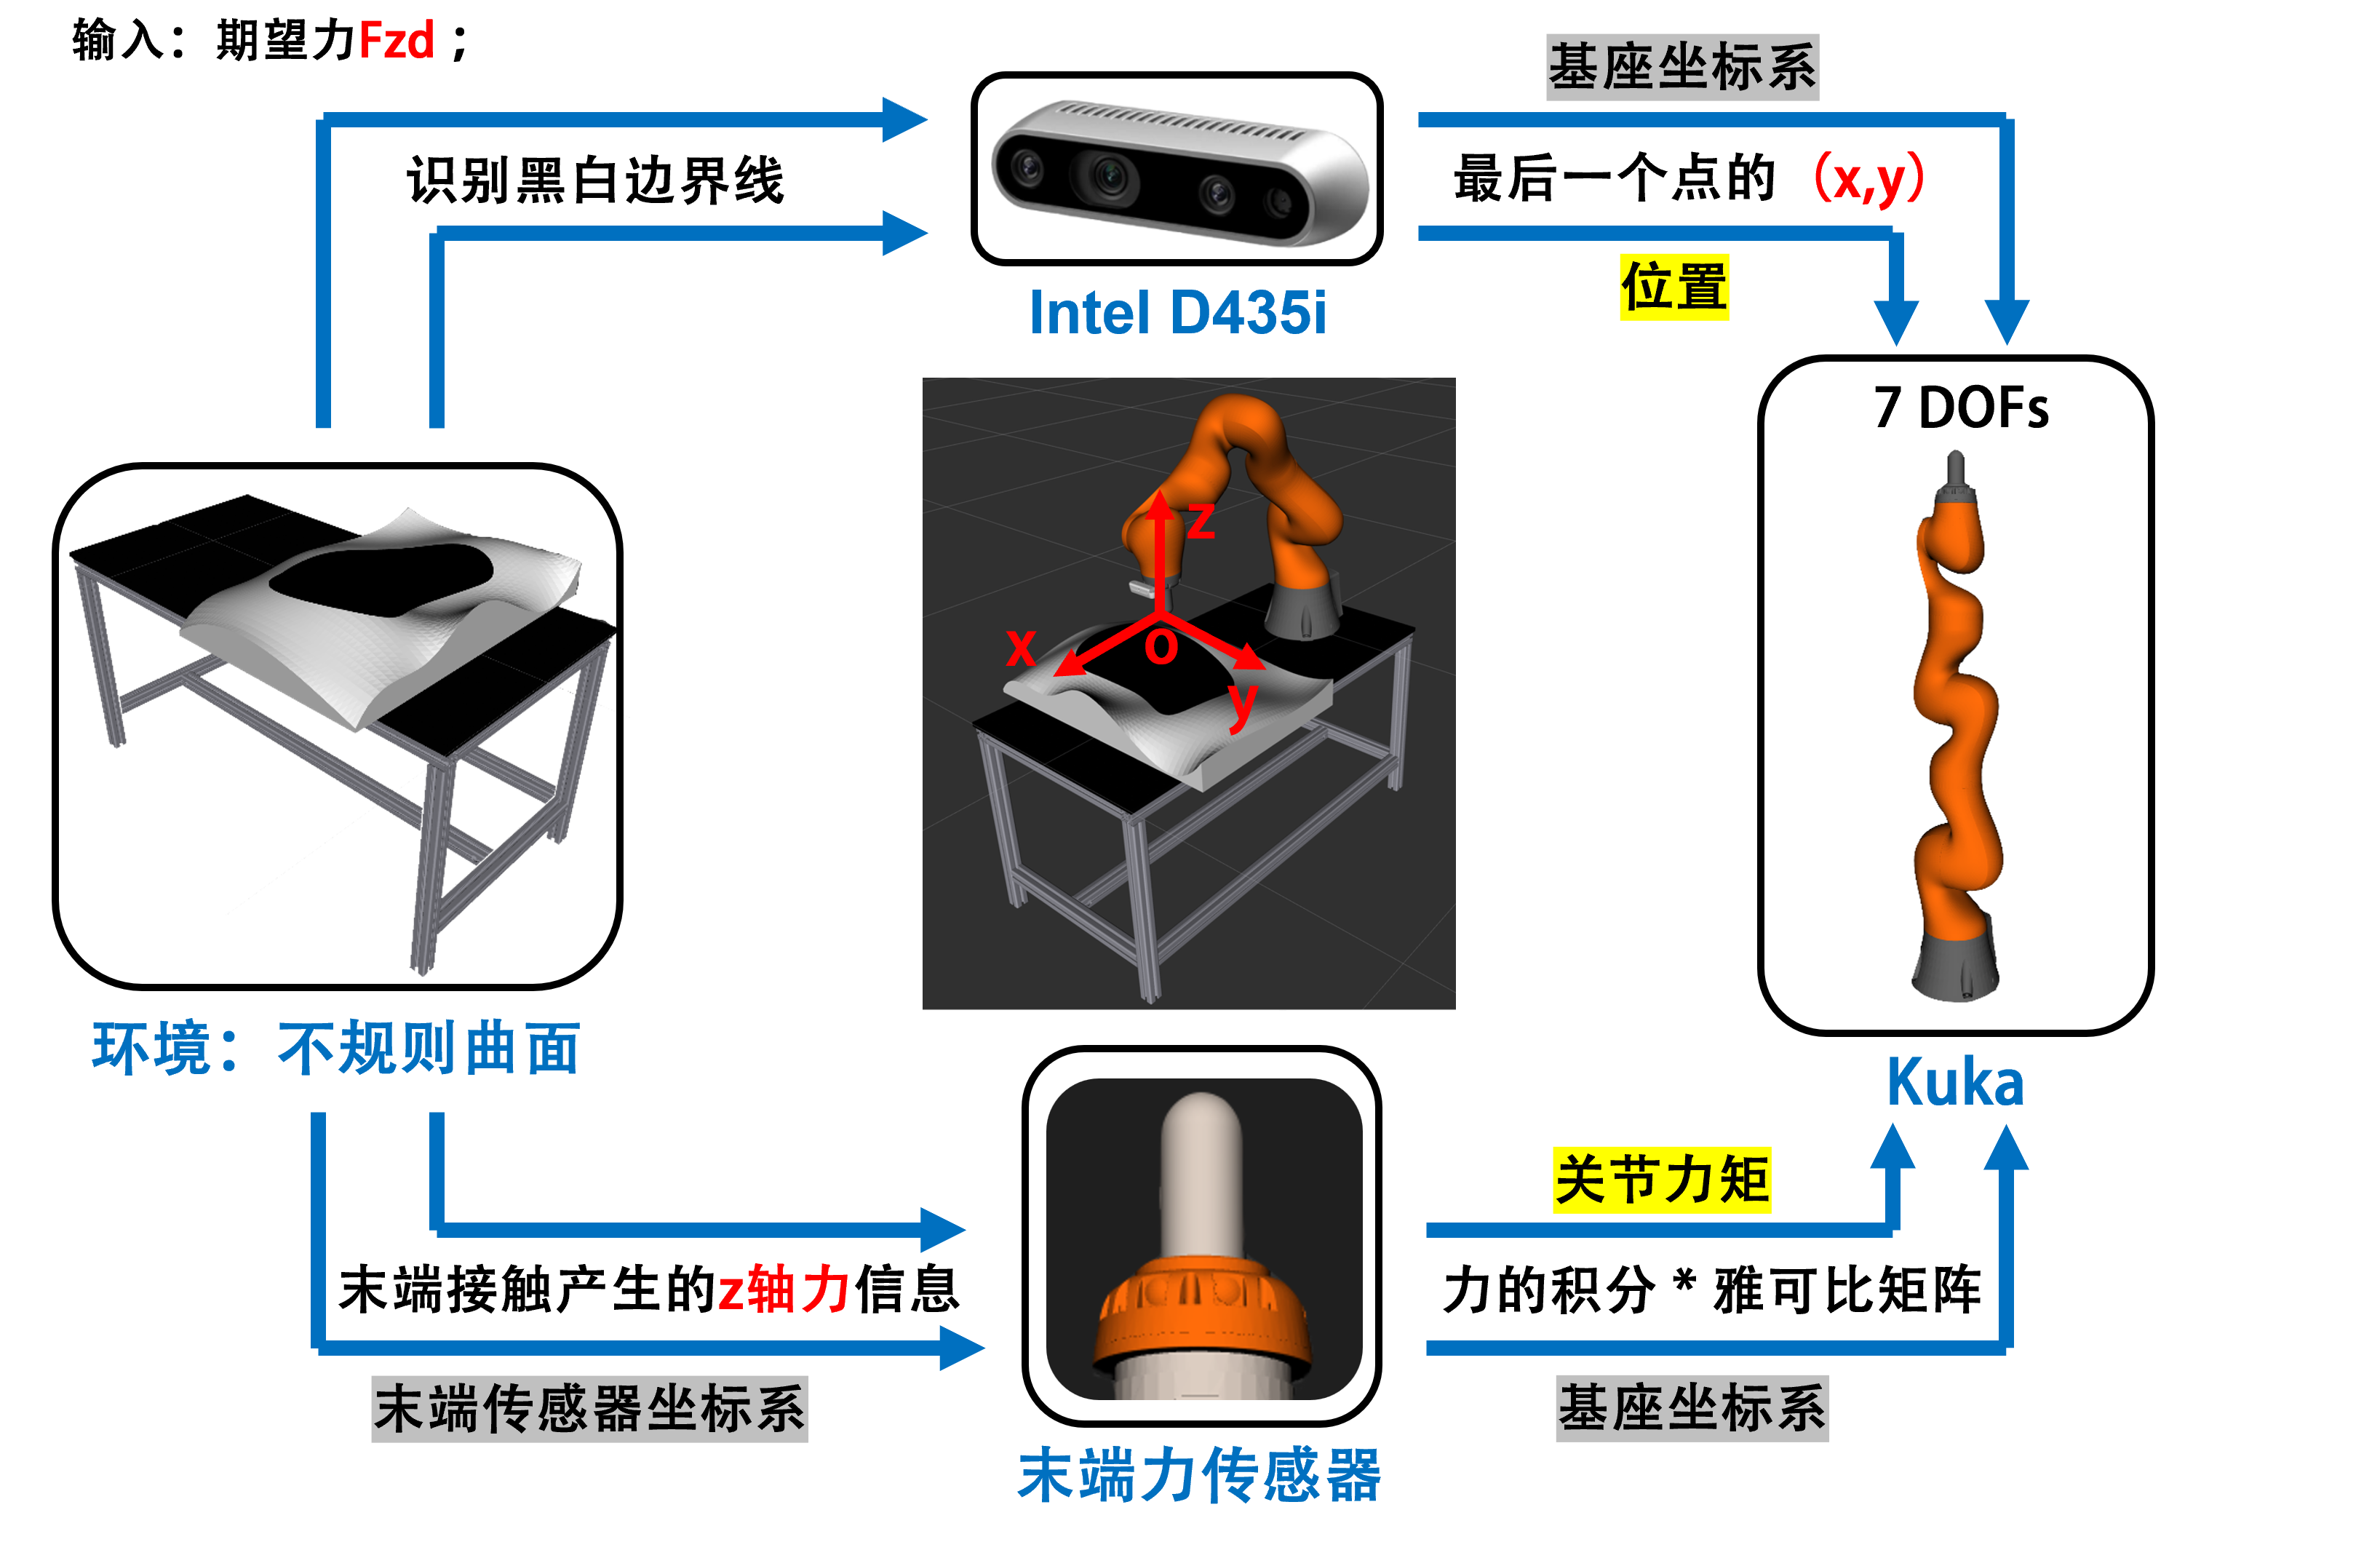 输入：期望力Fzd；
基座坐标系
识别黑白边界线
最后一个点的（x,y）
位置
Intel D435i
7 DOFs
z
x
o
y
环境：不规则曲面
Kuka
关节力矩
末端接触产生的z轴力信息
力的积分 * 雅可比矩阵
末端传感器坐标系
基座坐标系
末端力传感器